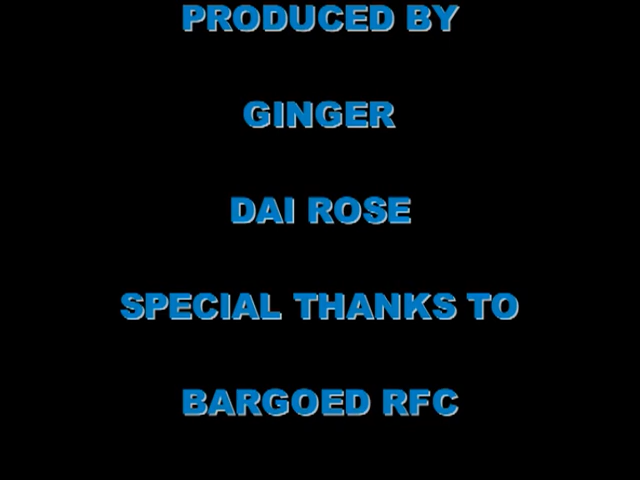 PRODUCED BY
GINGER
DAI ROSE
SPECIAL THANKS TO
BARGOED RFC